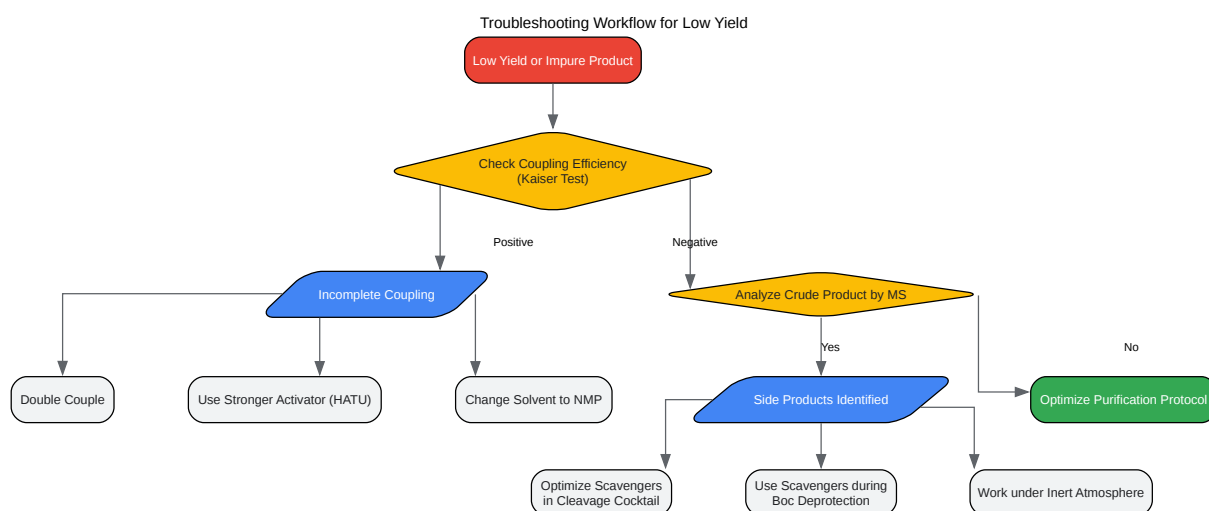 Troubleshooting Workflow for Low Yield
Low Yield or Impure Product
Check Coupling Efficiency
(Kaiser Test)
Positive
Negative
Incomplete Coupling
Analyze Crude Product by MS
Yes
No
Double Couple
Use Stronger Activator (HATU)
Change Solvent to NMP
Side Products Identified
Optimize Purification Protocol
Optimize Scavengers
in Cleavage Cocktail
Use Scavengers during
Boc Deprotection
Work under Inert Atmosphere